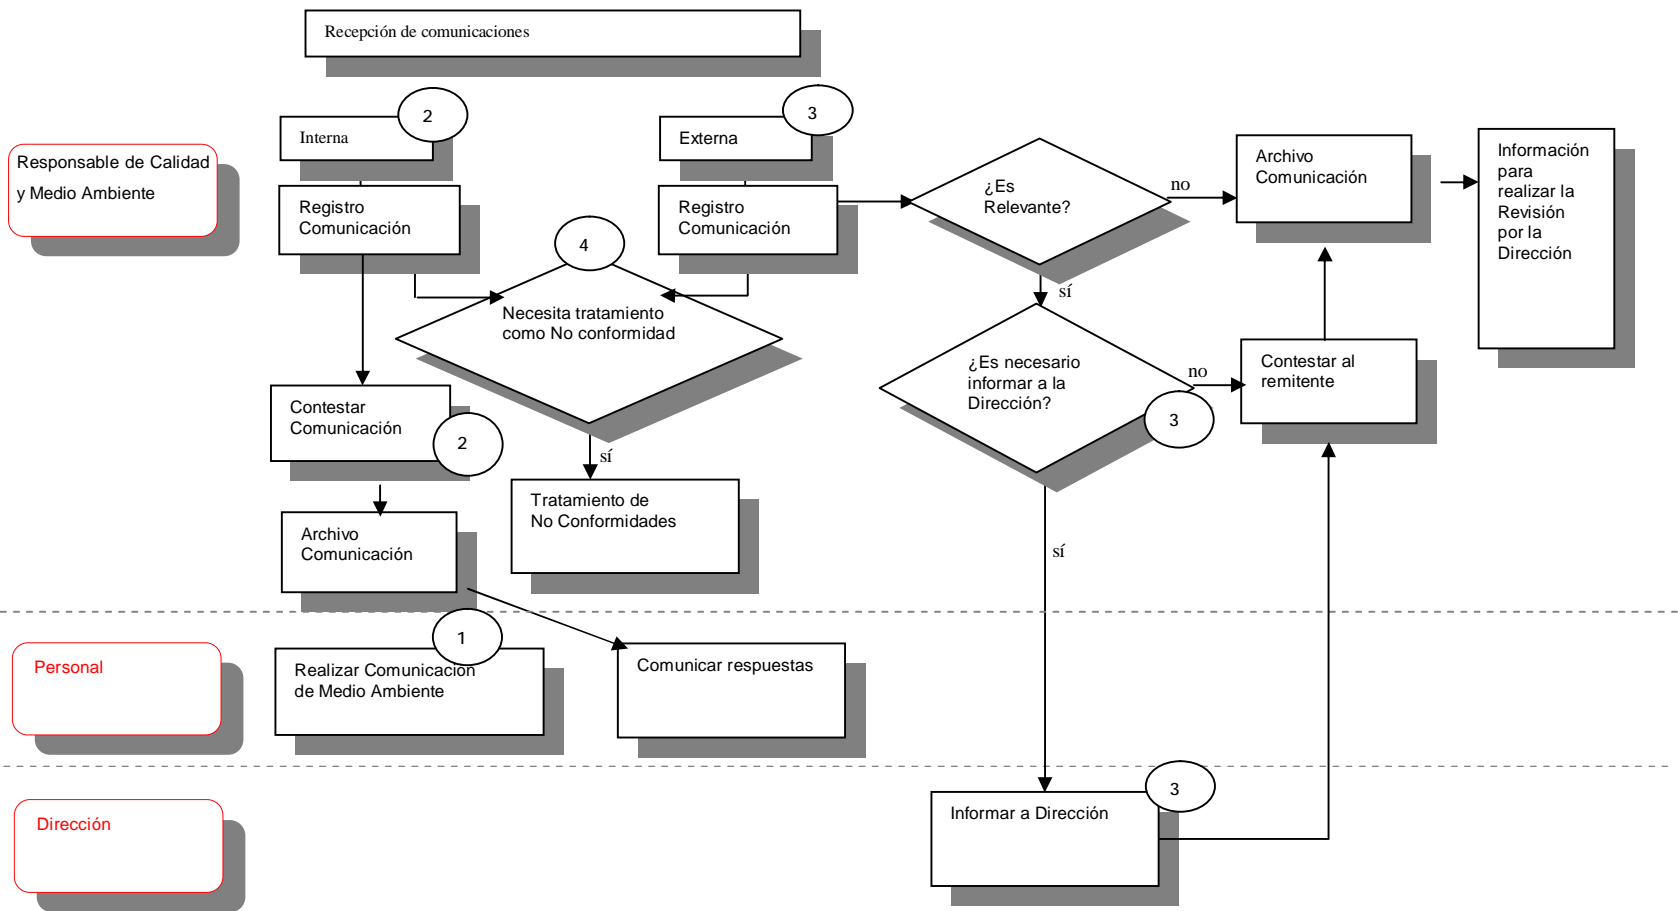 Recepción de comunicaciones
2
3
Interna
Externa
Responsable de Calidad
y Medio Ambiente
Registro
Comunicación
Registro
Comunicación
¿Es
Relevante?
no
Archivo
Comunicación
Información
para
realizar la
Revisión
por la
Dirección
4
sí
Necesita tratamiento
como No conformidad
¿Es necesario
informar a la
Dirección?
no
Contestar al
remitente
3
Contestar
Comunicación
2
sí
Tratamiento de
No Conformidades
Archivo
Comunicación
sí
1
Personal
Realizar Comunicación
de Medio Ambiente
Comunicar respuestas
3
Dirección
Informar a Dirección